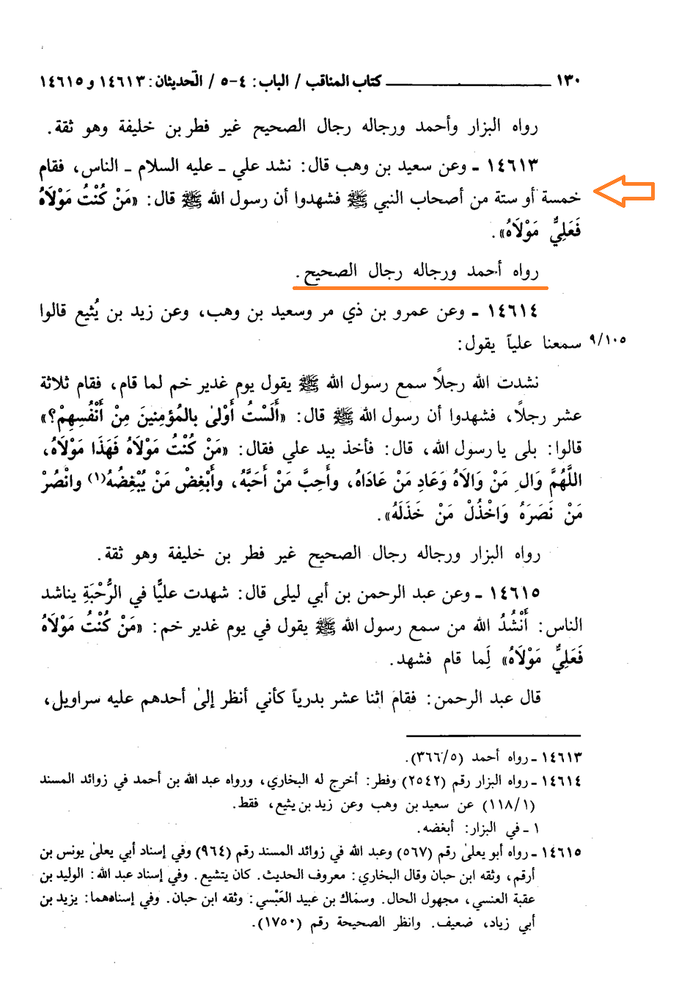 ١٣٠ ــــــــــ كتاب المناقب / الباب: ٤-٥ / الحديثان: ١٤٦١٣ و ١٤٦١٥
رواه البزار وأحمد ورجاله رجال الصحيح غير فطر بن خليفة وهو ثقة.
١٤٦١٣ ـ وعن سعيد بن وهب قال: نشد علي ـ عليه السلام ـ الناس، فقام
خمسة أو ستة من أصحاب النبي ﷺ فشهدوا أن رسول الله ﷺ قال: «مَنْ كُنْتُ مَوْلَاهُ
فَعَلِيٌّ مَوْلَاهُ».
رواه أحمد ورجاله رجال الصحيح.
١٤٦١٤ ـ وعن عمرو بن ذي مر وسعيد بن وهب، وعن زيد بن يُثيع قالوا
٩/١٠٥ سمعنا علياً يقول:
نشدت الله رجلاً سمع رسول الله ﷺ يقول يوم غدير خم لما قام، فقام ثلاثة
عشر رجلاً، فشهدوا أن رسول الله ﷺ قال: «أَلَسْتُ أَوْلىٰ بالمُؤمِنينَ مِنْ أَنْفُسِهِمْ؟»
قالوا: بلى يا رسول الله، قال: فأخذ بيد علي فقال: «مَنْ كُنْتُ مَوْلَاهُ فَهَذَا مَوْلَاهُ،
اللَّهُمَّ وَالِ مَنْ وَالَاهُ وَعَادِ مَنْ عَادَاهُ، وأَحِبَّ مَنْ أَحَبَّهُ، وأَبْغِضْ مَنْ يُبْغِضُهُ(١) وانْصُرْ
مَنْ نَصَرَهُ وَاخْذُلْ مَنْ خَذَلَهُ».
رواه البزار ورجاله رجال الصحيح غير فطر بن خليفة وهو ثقة.
١٤٦١٥ ـ وعن عبد الرحمن بن أبي ليلى قال: شهدت عليًّا في الرُّحْبَةِ يناشد
الناس: أَنْشُدُ الله من سمع رسول الله ﷺ يقول في يوم غدير خم: «مَنْ كُنْتُ مَوْلَاهُ
فَعَلِيٌّ مَوْلَاهُ» لَما قام فشهد.
قال عبد الرحمن: فقام اثنا عشر بدرياً كأني أنظر إلىٰ أحدهم عليه سراويل،
١٤٦١٣ ـ رواه أحمد (٣٦٦/٥).
١٤٦١٤ ـ رواه البزار رقم (٢٥٤٢) وفطر: أخرج له البخاري، ورواه عبد الله بن أحمد في زوائد المسند
(١١٨/١) عن سعيد بن وهب وعن زيد بن يثيع، فقط.
١ ـ في البزار: أبغضه.
١٤٦١٥ ـ رواه أبو يعلىٰ رقم (٥٦٧) وعبد الله في زوائد المسند رقم (٩٦٤) وفي إسناد أبي يعلىٰ يونس بن
أرقم، وثقه ابن حبان وقال البخاري: معروف الحديث. كان يتشيع. وفي إسناد عبد الله: الوليد بن
عقبة العنسي، مجهول الحال. وسماك بن عبيد العَبْسي: وثقه ابن حبان. وفي إسنادهما: يزيد بن
أبي زياد، ضعيف. وانظر الصحيحة رقم (١٧٥٠).